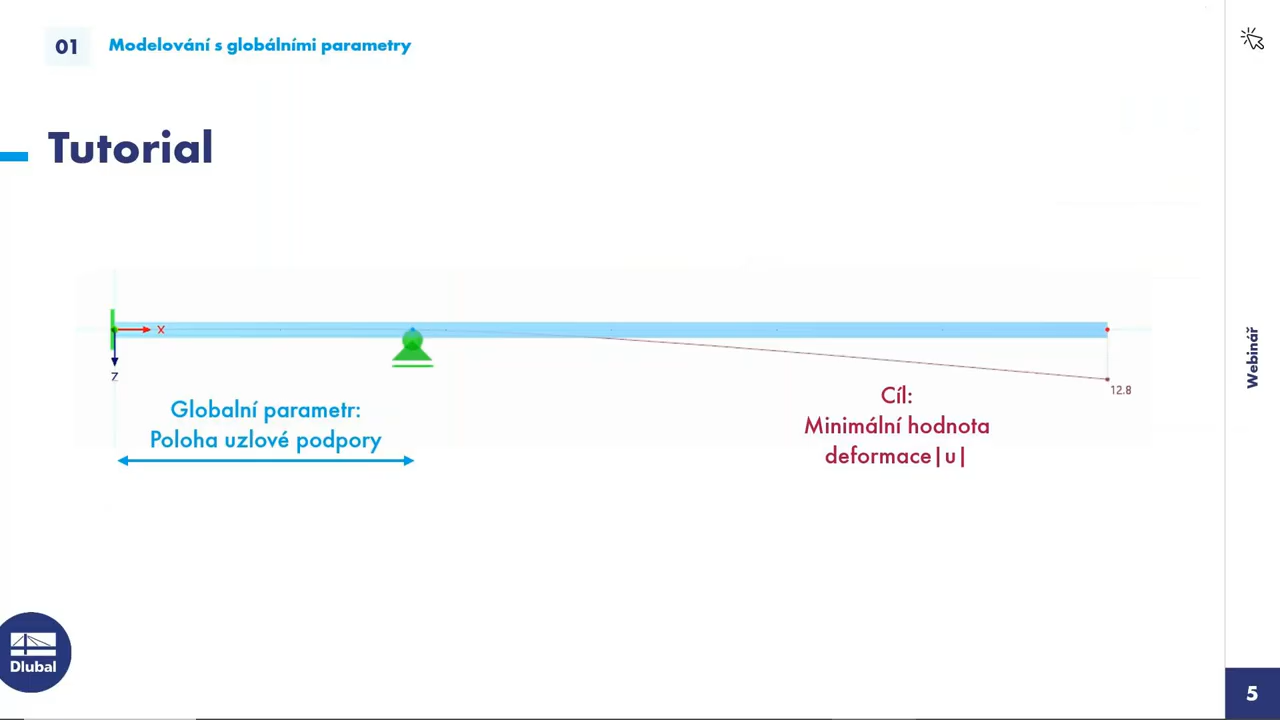 01
Modelování s globálními parametry
Tutorial
X
Z
12.8
Globalní parametr:
Poloha uzlové podpory
Cíl:
Minimální hodnota
deformace|u|
Webinář
Dlubal
5